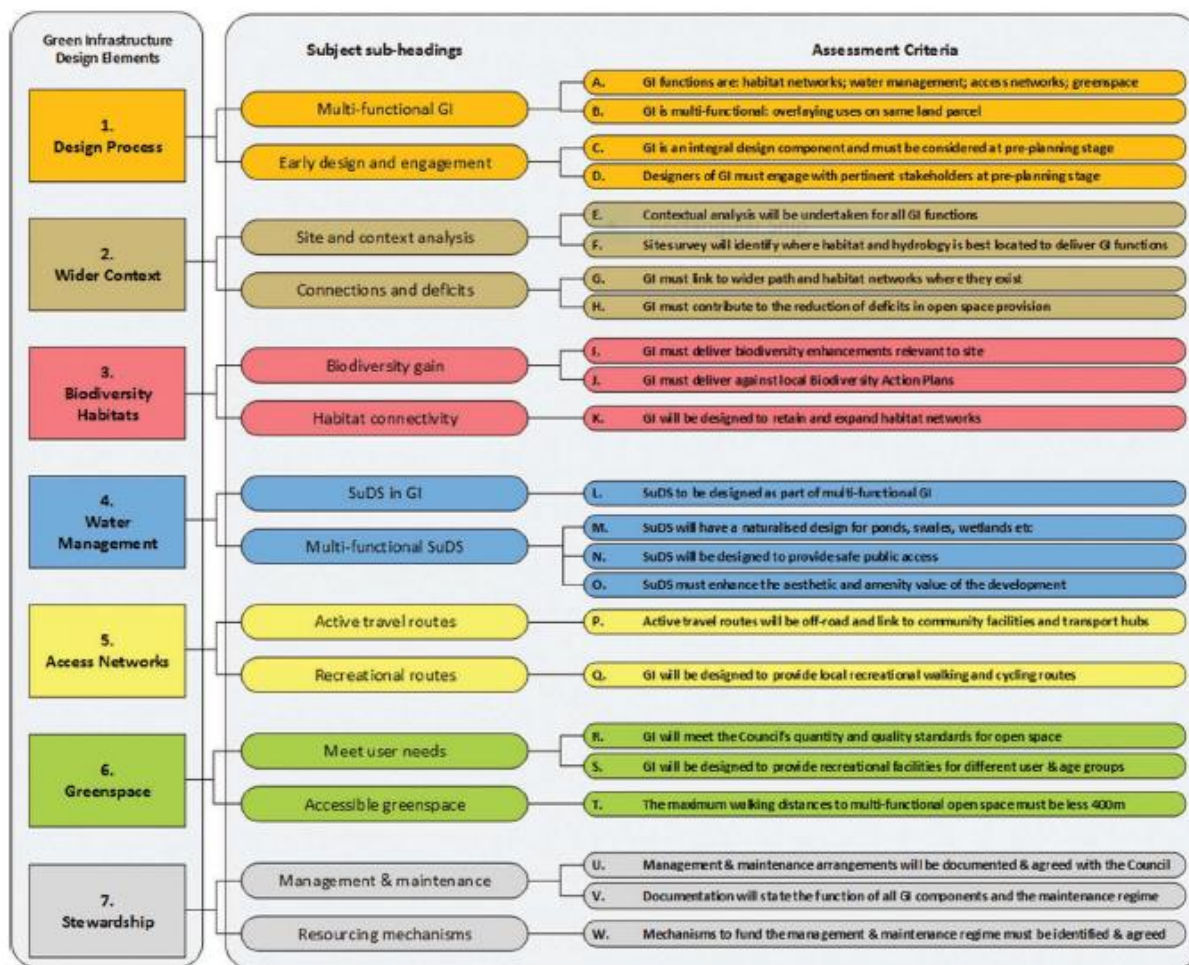 Green Infrastructure
Design Elements
Subject sub-headings
Assessment Criteria
1.
Design Process
Multi-functional GI
A. GI functions are: habitat networks; water management; access networks; greenspace
B. GI is multi-functional: overlaying uses on same land parcel
Early design and engagement
C. GI is an integral design component and must be considered at pre-planning stage
D. Designers of GI must engage with pertinent stakeholders at pre-planning stage
2.
Wider Context
Site and context analysis
E. Contextual analysis will be undertaken for all GI functions
F. Site survey will identify where habitat and hydrology is best located to deliver GI functions
Connections and deficits
G. GI must link to wider path and habitat networks where they exist
H. GI must contribute to the reduction of deficits in open space provision
3.
Biodiversity
Habitats
Biodiversity gain
I. GI must deliver biodiversity enhancements relevant to site
J. GI must deliver against local Biodiversity Action Plans
Habitat connectivity
K. GI will be designed to retain and expand habitat networks
4.
Water
Management
SuDS in GI
L. SuDS to be designed as part of multi-functional GI
Multi-functional SuDS
M. SuDS will have a naturalised design for ponds, swales, wetlands etc
N. SuDS will be designed to provide safe public access
O. SuDS must enhance the aesthetic and amenity value of the development
5.
Access Networks
Active travel routes
P. Active travel routes will be off-road and link to community facilities and transport hubs
Recreational routes
Q. GI will be designed to provide local recreational walking and cycling routes
6.
Greenspace
Meet user needs
R. GI will meet the Council's quantity and quality standards for open space
S. GI will be designed to provide recreational facilities for different user & age groups
Accessible greenspace
T. The maximum walking distances to multi-functional open space must be less 400m
7.
Stewardship
Management & maintenance
U. Management & maintenance arrangements will be documented & agreed with the Council
V. Documentation will state the function of all GI components and the maintenance regime
Resourcing mechanisms
W. Mechanisms to fund the management & maintenance regime must be identified & agreed